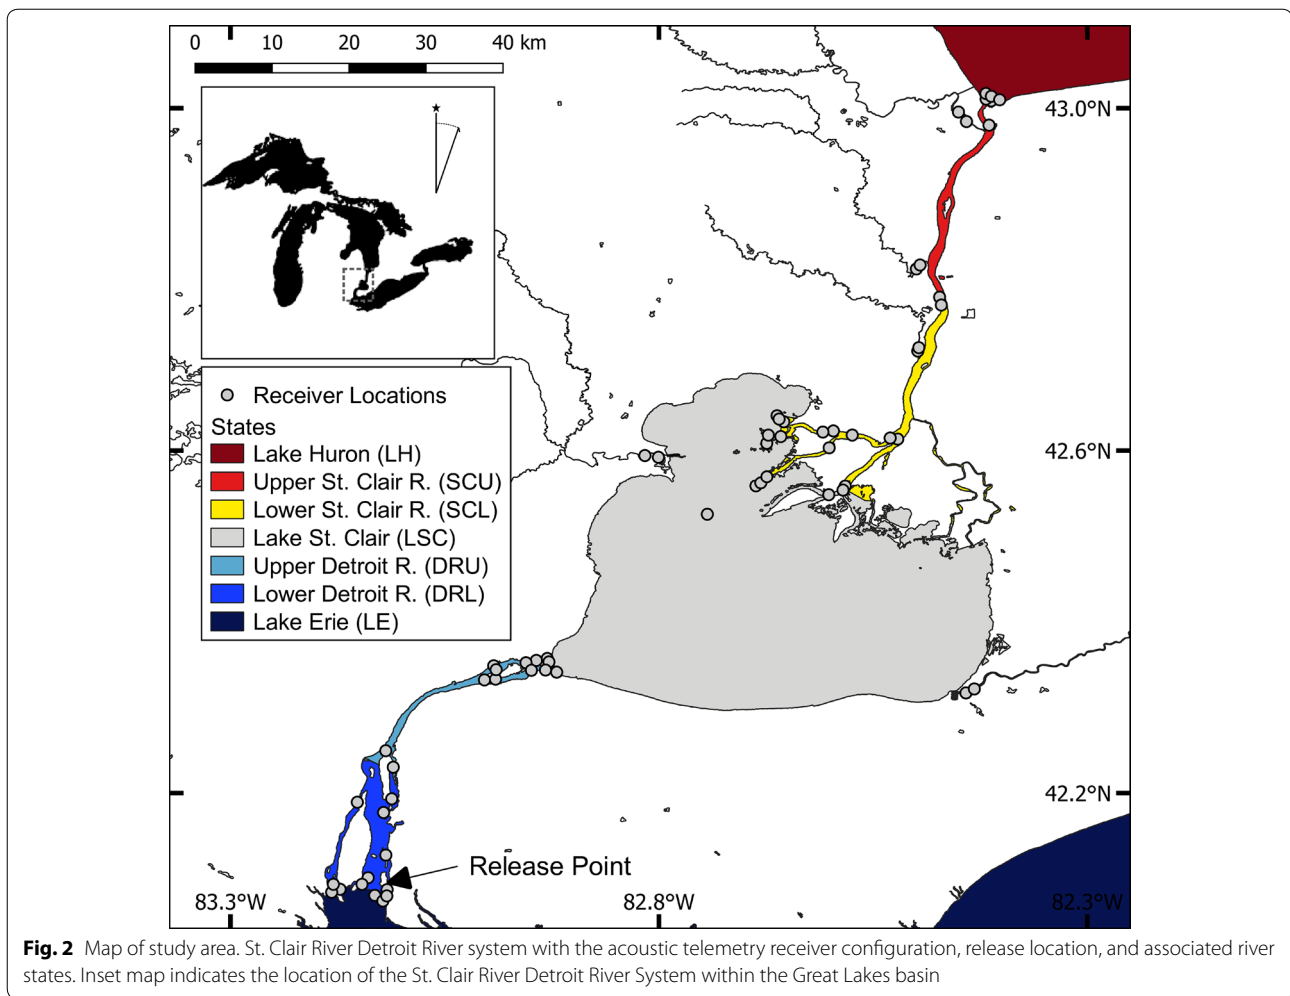 0 10 20 30 40 km
43.0°N
Receiver Locations
States
Lake Huron (LH)
Upper St. Clair R. (SCU)
Lower St. Clair R. (SCL)
Lake St. Clair (LSC)
Upper Detroit R. (DRU)
Lower Detroit R. (DRL)
Lake Erie (LE)
42.6°N
42.2°N
Release Point
83.3°W 82.8°W 82.3°W
Fig. 2 Map of study area. St. Clair River Detroit River system with the acoustic telemetry receiver configuration, release location, and associated river
states. Inset map indicates the location of the St. Clair River Detroit River System within the Great Lakes basin